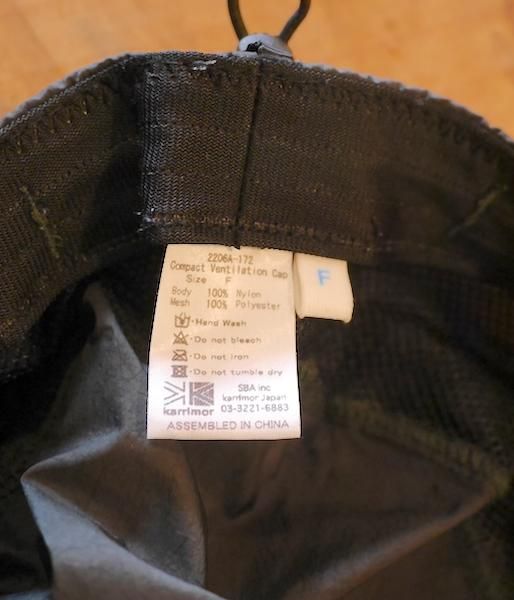 2206A-172
Compact Ventilation Cap
Size F
Body 100% Nylon
Mesh 100% Polyester
·Hand Wash
·Do not bleach
·Do not iron
·Do not tumble dry
SBA inc
karrimor Japan
karrimor 03-3221-6883
ASSEMBLED IN CHINA
F